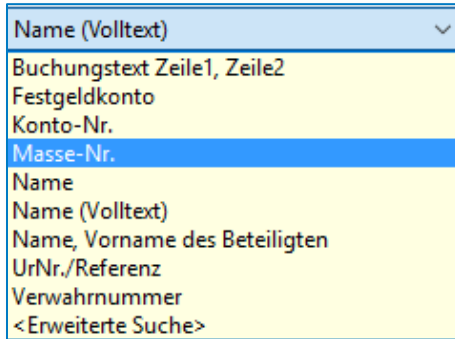 Name (Volltext)
Buchungstext Zeile1, Zeile2
Festgeldkonto
Konto-Nr.
Masse-Nr.
Name
Name (Volltext)
Name, Vorname des Beteiligten
UrNr./Referenz
Verwahrnummer
<Erweiterte Suche>